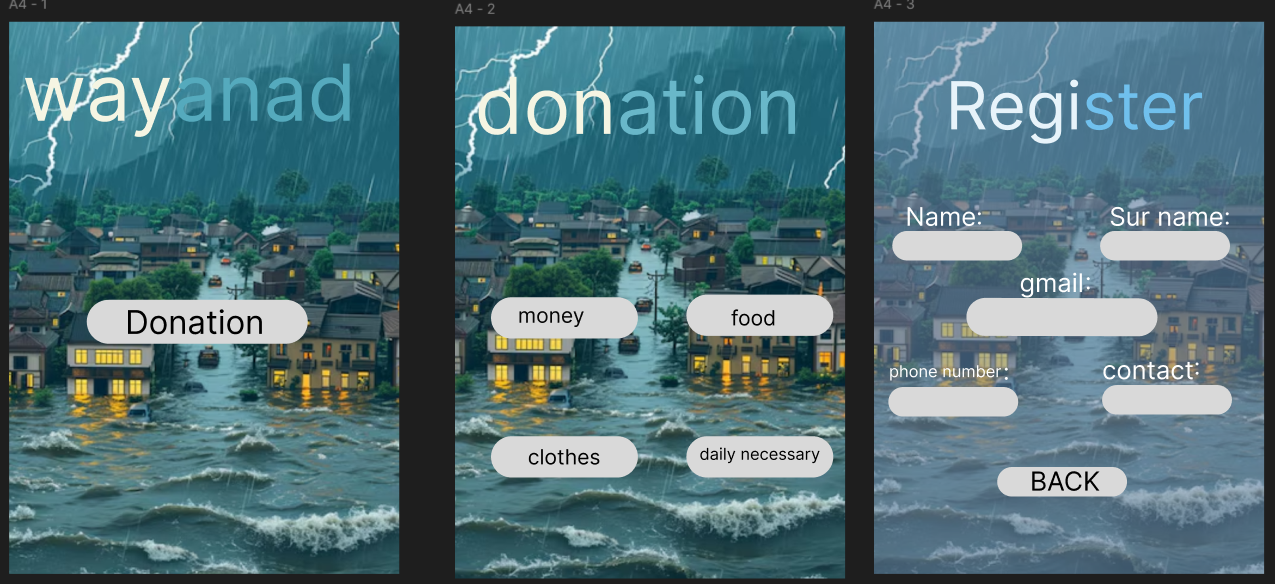 A4 - 1
wayanad
Donation
A4 - 2
donation
money
food
clothes
daily necessary
A4 - 3
Register
Name:
Sur name:
gmail:
phone number:
contact:
BACK